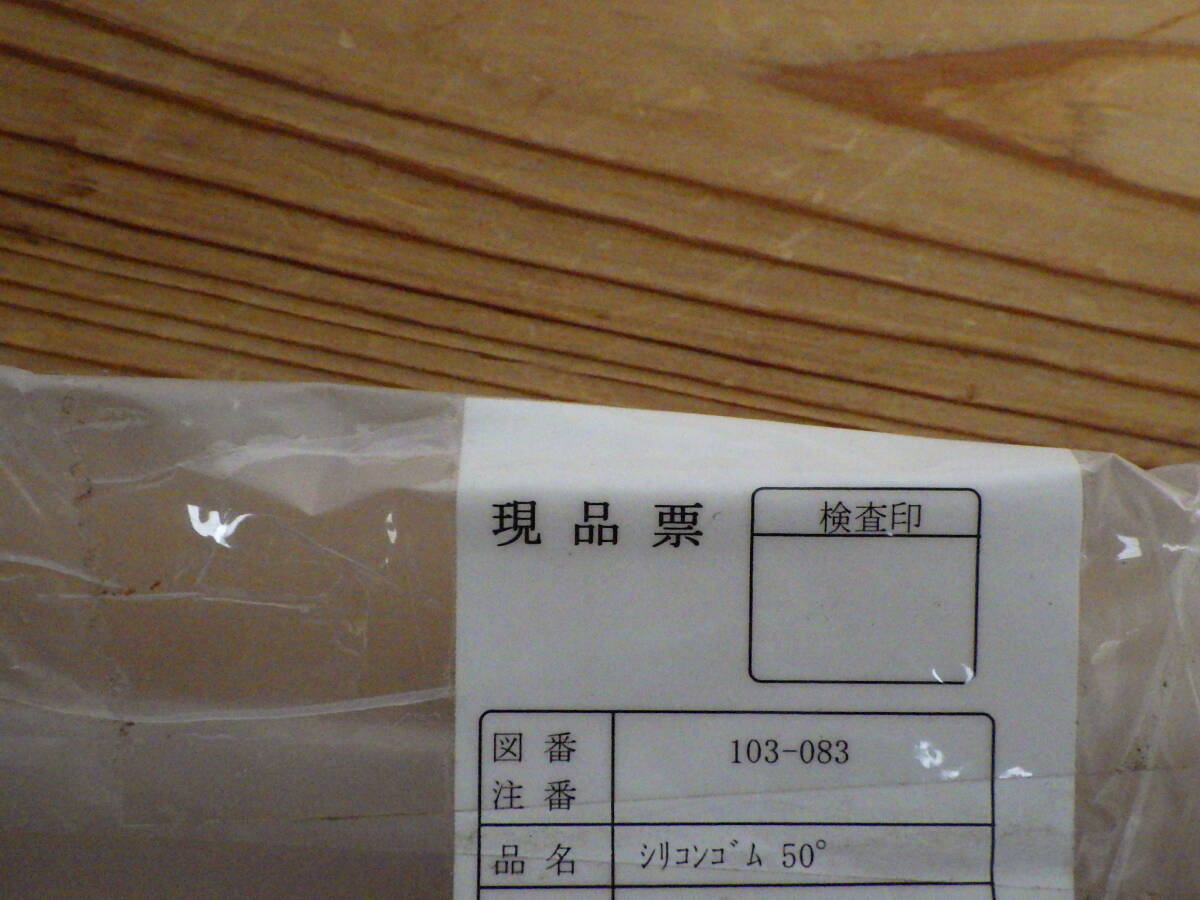 現品票
検査印
図番 103-083
注番
品名 ｼﾘｺﾝｺﾞﾑ 50°